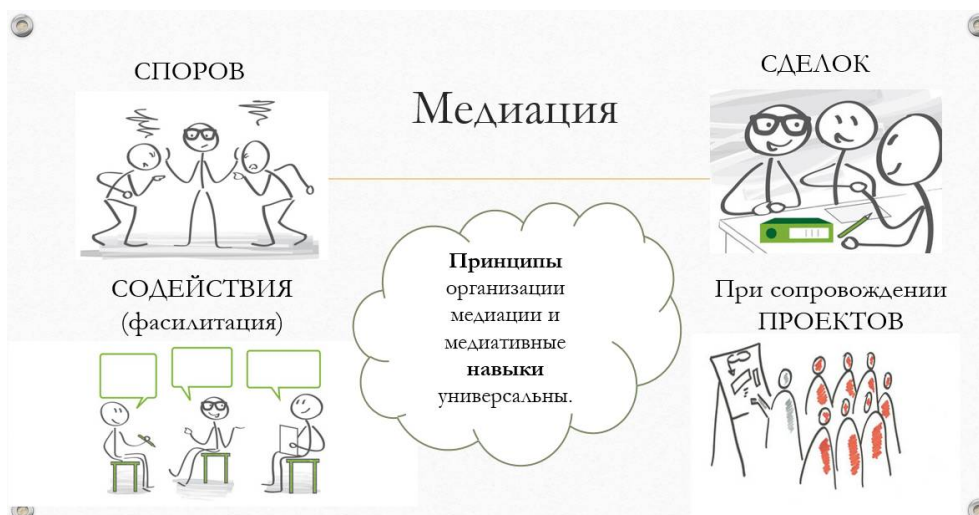 Медиация
СПОРОВ
СДЕЛОК
СОДЕЙСТВИЯ
(фасилитация)
Принципы
организации
медиации и
медиативные
навыки
универсальны.
При сопровождении
ПРОЕКТОВ